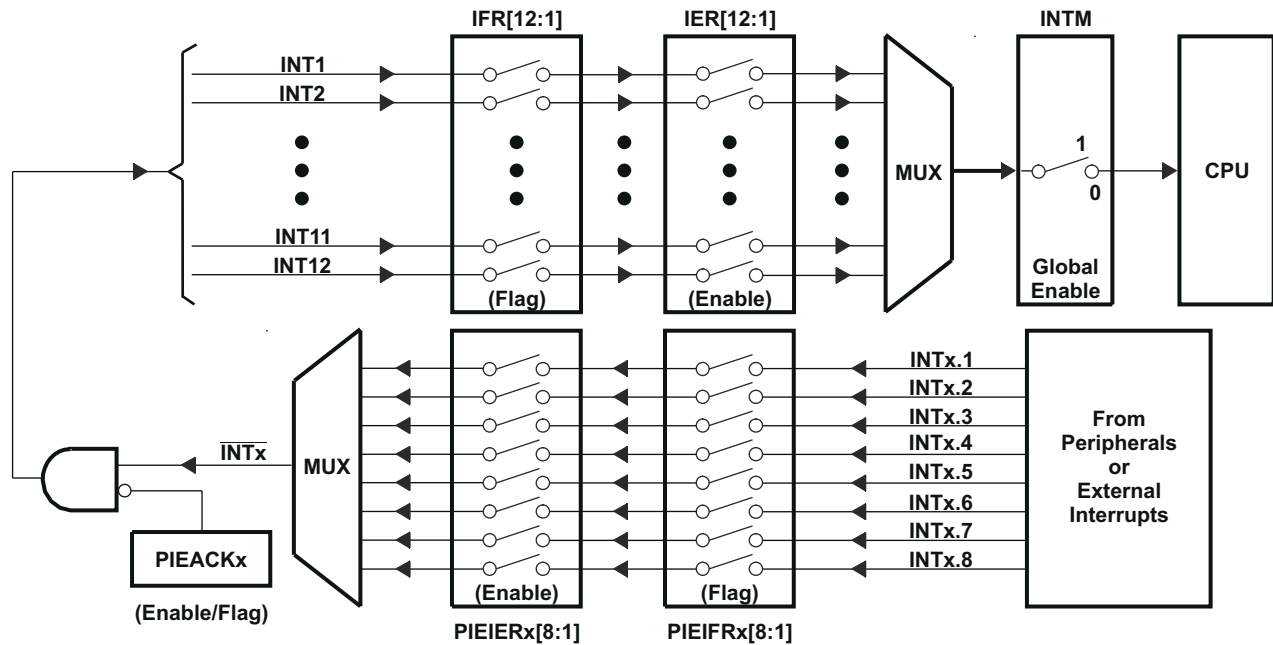 IFR[12:1]
IER[12:1]
INTM
INT1
INT2
INT11
INT12
(Flag)
(Enable)
MUX
1
0
Global
Enable
CPU
INTx
MUX
PIEACKx
(Enable/Flag)
(Enable)
PIEIERx[8:1]
(Flag)
PIEIFRx[8:1]
INTx.1
INTx.2
INTx.3
INTx.4
INTx.5
INTx.6
INTx.7
INTx.8
From
Peripherals
or
External
Interrupts